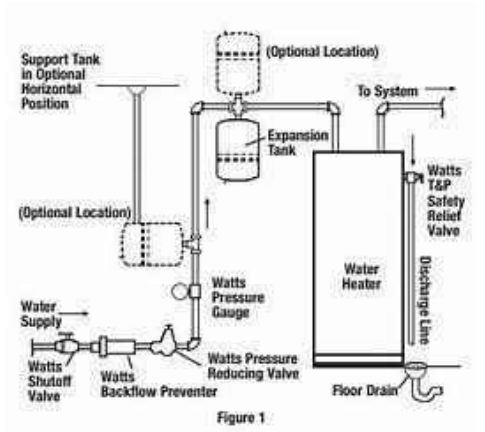 (Optional Location)
Support Tank
in Optional
Horizontal
Position
To System
Expansion
Tank
Watts
T&P
Safety
Relief
Valve
(Optional Location)
Water
Heater
Discharge Line
Watts
Pressure
Gauge
Water
Supply
Watts Pressure
Reducing Valve
Watts
Shutoff
Valve
Watts
Backflow Preventer
Floor Drain
Figure 1